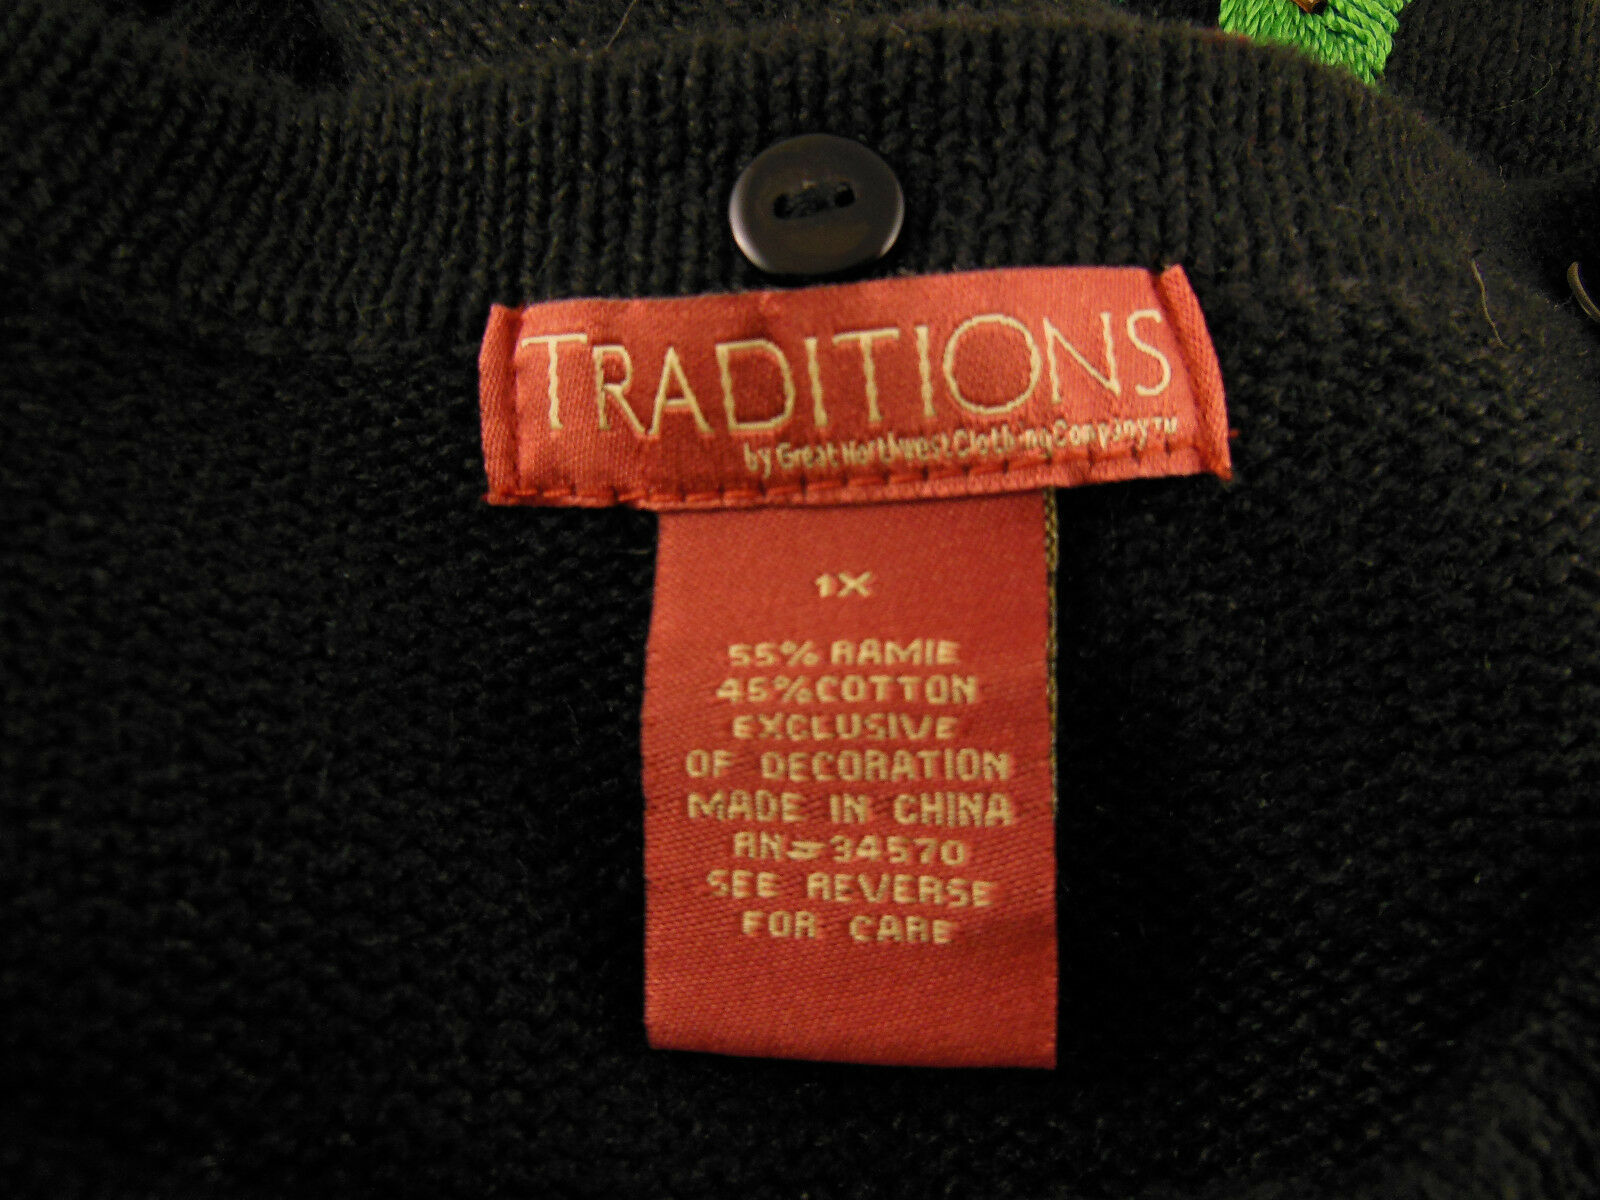 TRADITIONS
by Great Northwest Clothing Company™
1X
55% RAMIE
45% COTTON
EXCLUSIVE
OF DECORATION
MADE IN CHINA
RN=34570
SEE REVERSE
FOR CARE